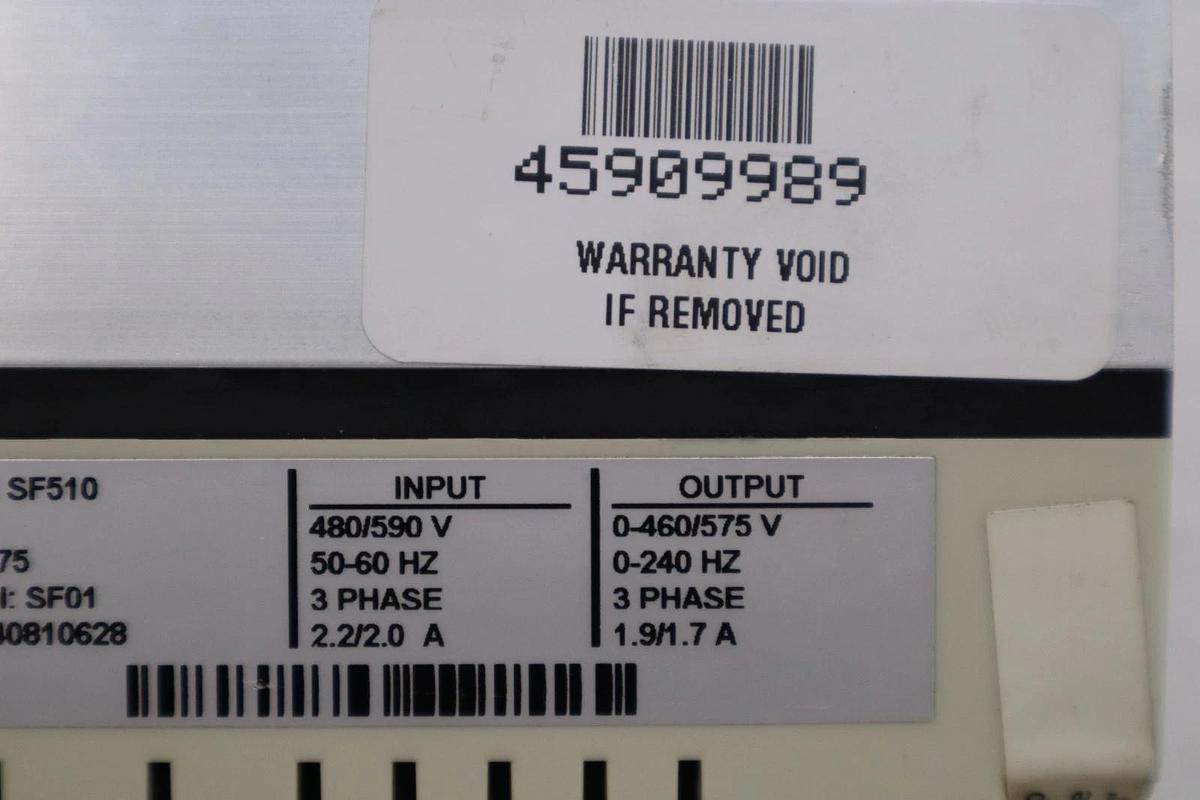 45909989
WARRANTY VOID
IF REMOVED
SF510
75
I: SF01
40810628
INPUT
480/590 V
50-60 HZ
3 PHASE
2.2/2.0 A
OUTPUT
0-460/575 V
0-240 HZ
3 PHASE
1.9/1.7 A